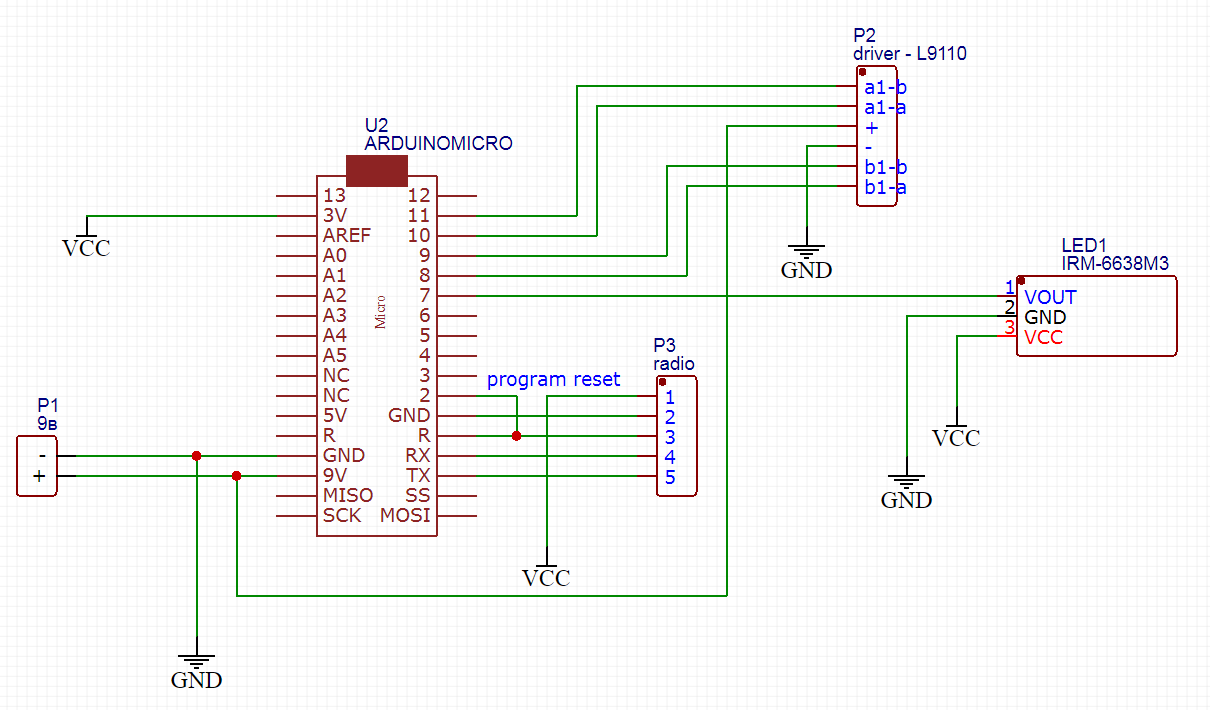 P2
driver - L9110
a1-b
a1-a
+
-
b1-b
b1-a
GND
U2
ARDUINOMICRO
13 12
3V 11
AREF 10
A0 9
A1 8
A2 7
A3 6
A4 5
A5 4
NC 3
NC 2
5V GND
R R
GND RX
9V TX
MISO SS
SCK MOSI
Micro
VCC
LED1
IRM-6638M3
1 VOUT
2 GND
3 VCC
VCC
GND
program reset
P3
radio
1
2
3
4
5
VCC
P1
9в
-
+
GND